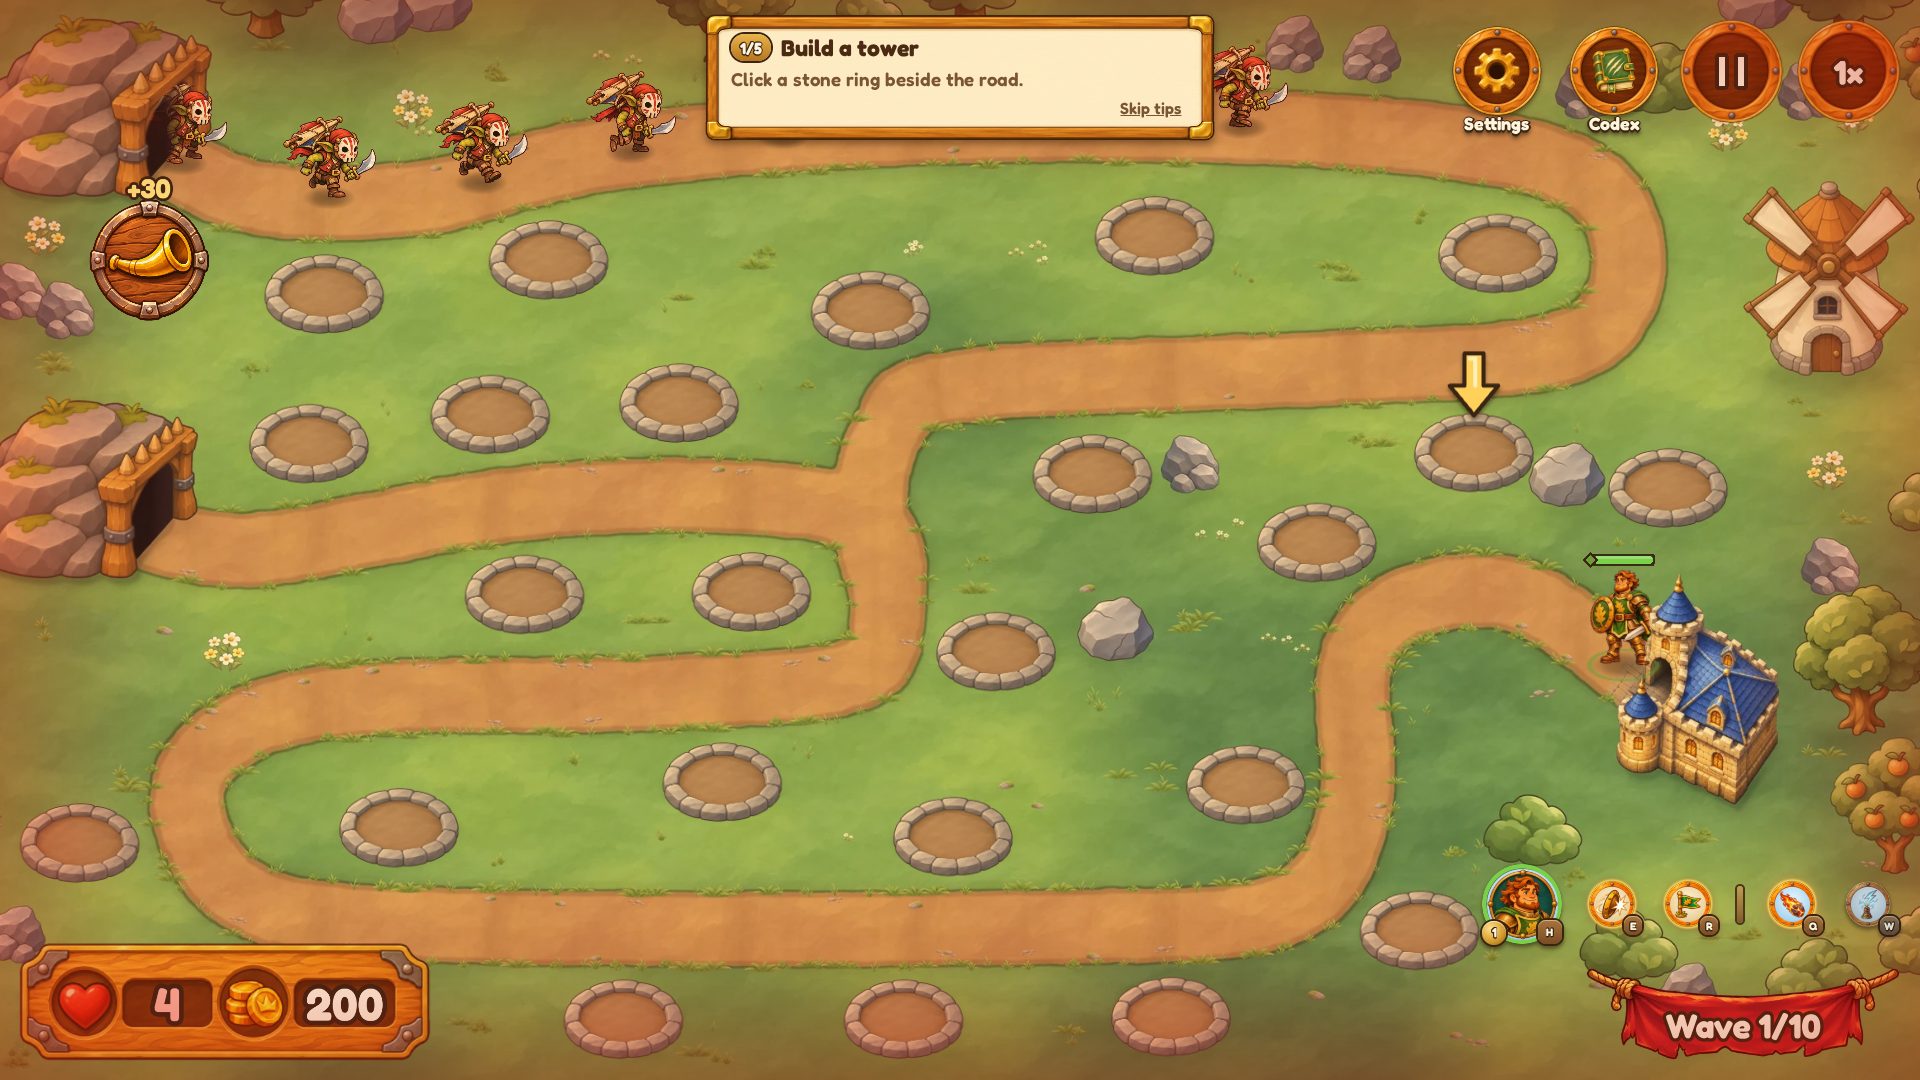 1/5 Build a tower
Click a stone ring beside the road.
Skip tips
Settings
Codex
1x
+30
1
H
E
R
Q
W
4
200
Wave 1/10